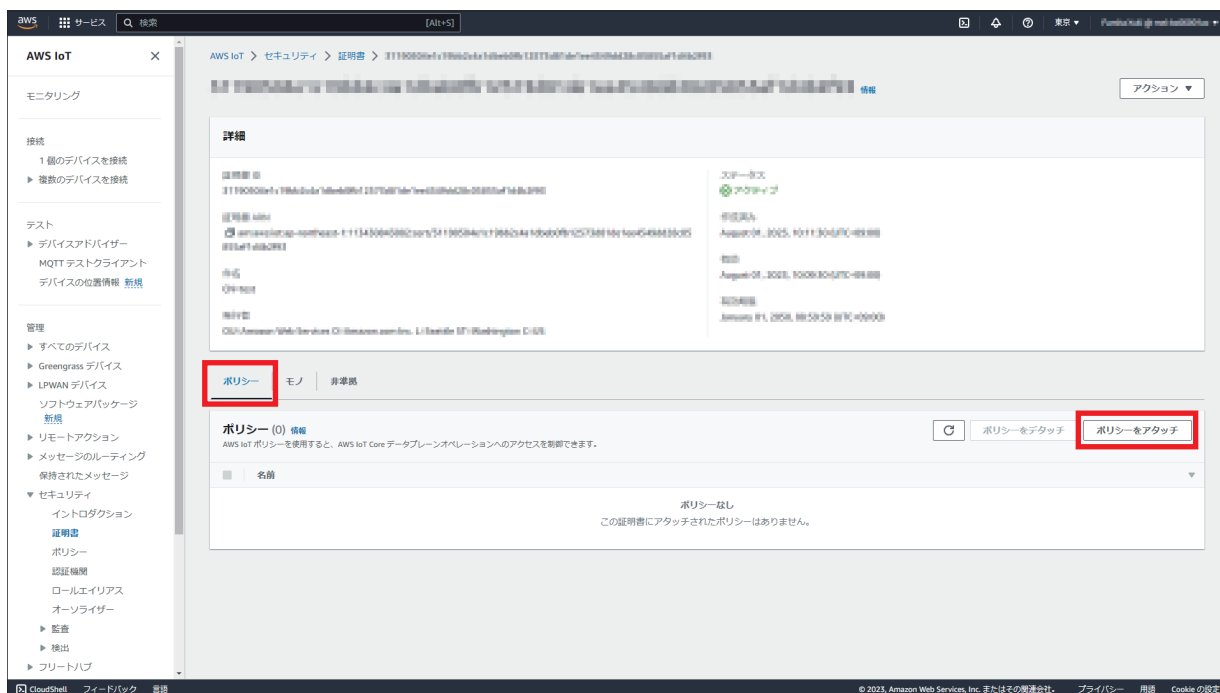 aws サービス 検索 [Alt+S] 東京
AWS IoT
モニタリング
接続
1 個のデバイスを接続
複数のデバイスを接続
テスト
デバイスアドバイザー
MQTT テストクライアント
デバイスの位置情報 新規
管理
すべてのデバイス
Greengrass デバイス
LPWAN デバイス
ソフトウェアパッケージ
新規
リモートアクション
メッセージのルーティング
保持されたメッセージ
セキュリティ
イントロダクション
証明書
ポリシー
認証機関
ロールエイリアス
オーソライザー
監査
検出
フリートハブ
AWS IoT > セキュリティ > 証明書 >
情報
アクション
詳細
ステータス
アクティブ
ポリシー モノ 非準拠
ポリシー (0) 情報
AWS IoT ポリシーを使用すると、AWS IoT Core データプレーンオペレーションへのアクセスを制御できます。
ポリシーをデタッチ ポリシーをアタッチ
名前
ポリシーなし
この証明書にアタッチされたポリシーはありません。
CloudShell フィードバック 言語 © 2023, Amazon Web Services, Inc. またはその関連会社。 プライバシー 用語 Cookie の設定